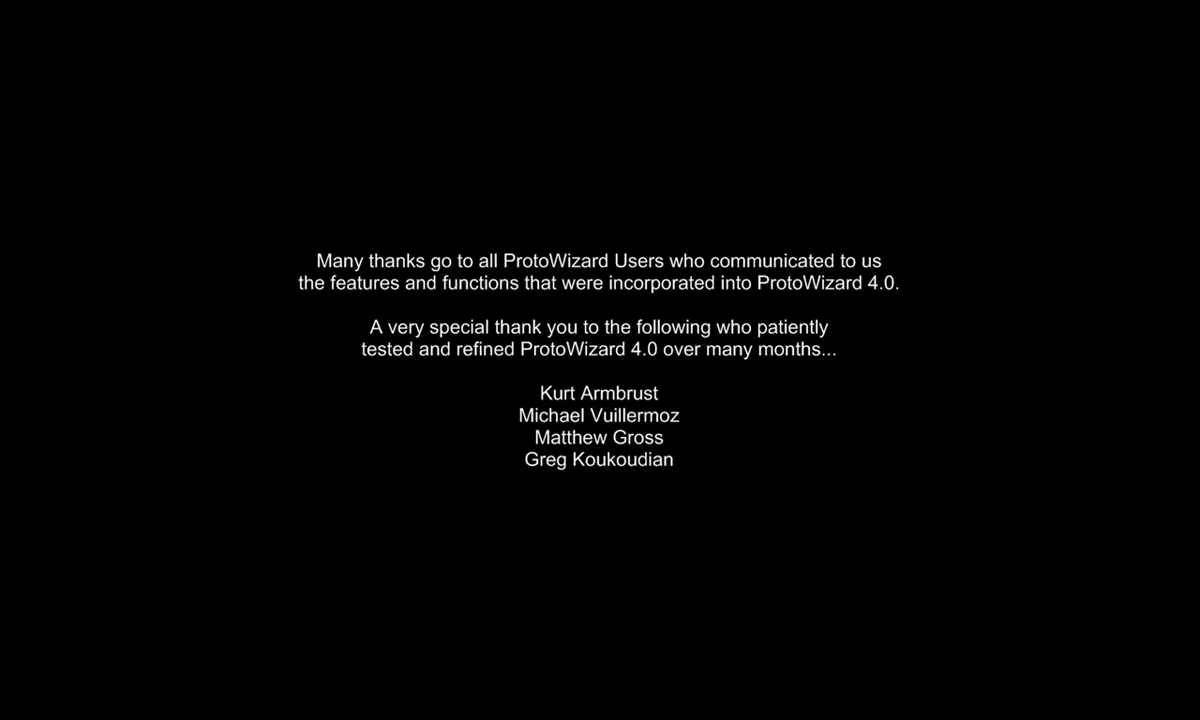 Many thanks go to all ProtoWizard Users who communicated to us
the features and functions that were incorporated into ProtoWizard 4.0.
A very special thank you to the following who patiently
tested and refined ProtoWizard 4.0 over many months...
Kurt Armbrust
Michael Vuillermoz
Matthew Gross
Greg Koukoudian